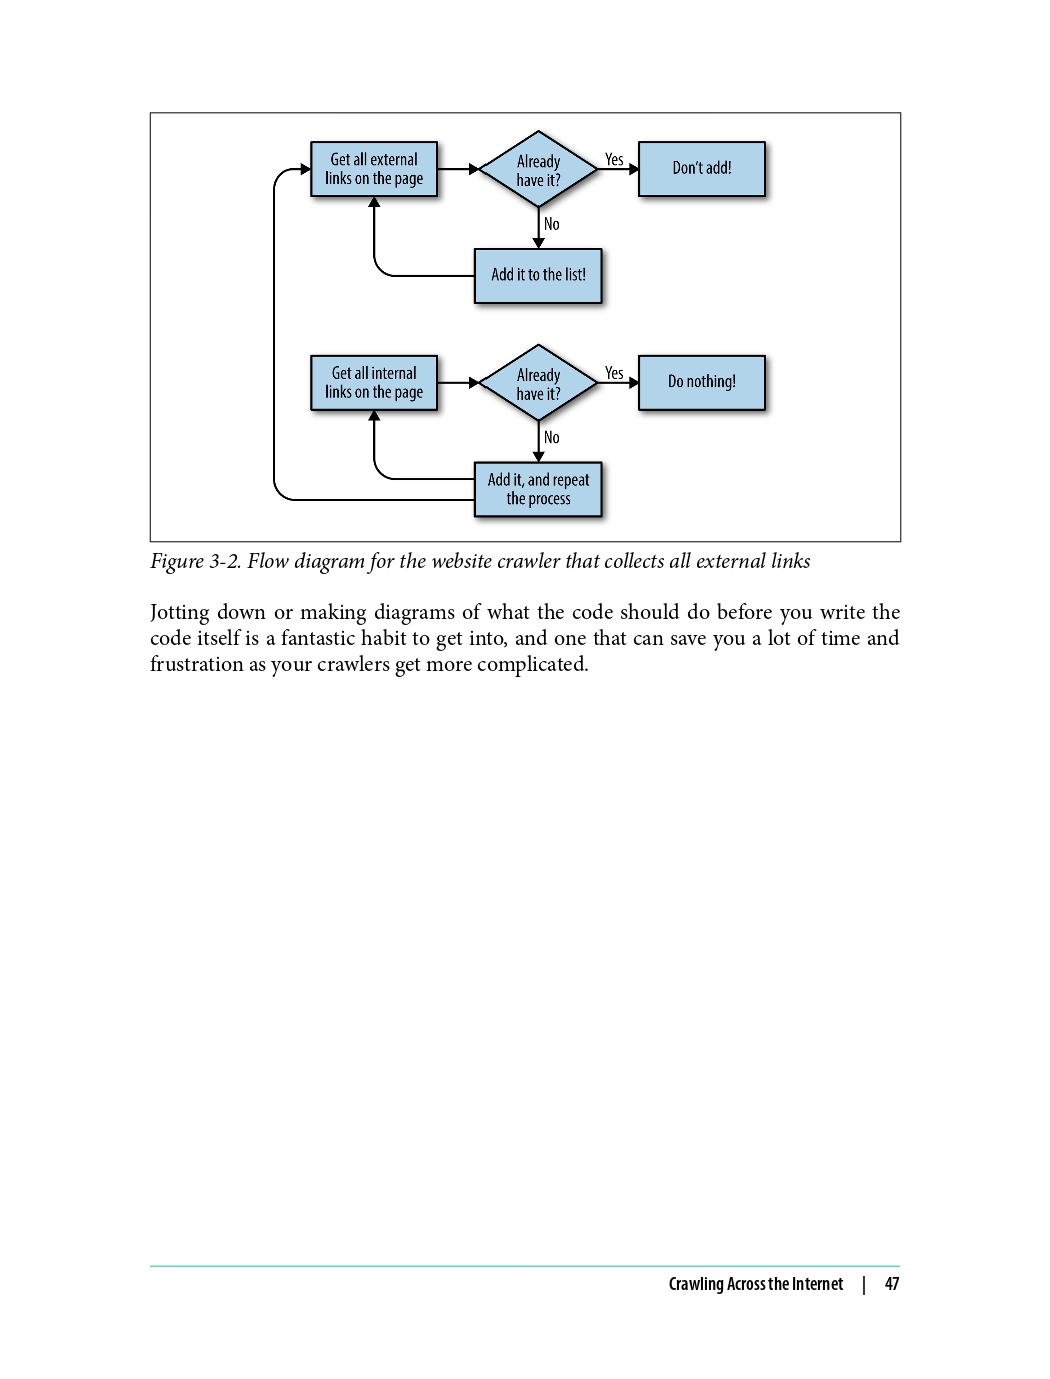 Get all external
links on the page
Already
have it?
Yes
Don't add!
No
Add it to the list!
Get all internal
links on the page
Already
have it?
Yes
Do nothing!
No
Add it, and repeat
the process
Figure 3-2. Flow diagram for the website crawler that collects all external links
Jotting down or making diagrams of what the code should do before you write the
code itself is a fantastic habit to get into, and one that can save you a lot of time and
frustration as your crawlers get more complicated.
Crawling Across the Internet | 47